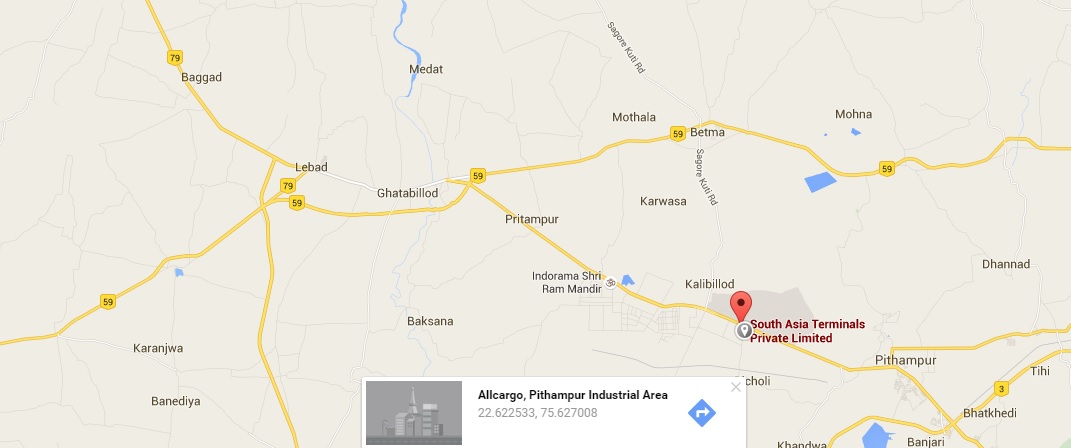 Sagore Kuti Rd
79
Baggad
Medat
Mothala
Mohna
59
Betma
Lebad
59
Sagore Kuti Rd
59
79
Ghatabillod
59
Karwasa
Pritampur
Dhannad
Indorama Shri
Ram Mandir
Kalibillod
59
Baksana
South Asia Terminals
Private Limited
Karanjwa
Pithampur
Tihi
icholi
3
Allcargo, Pithampur Industrial Area
22.622533, 75.627008
Banediya
Bhatkhedi
Khandwa
Banjari